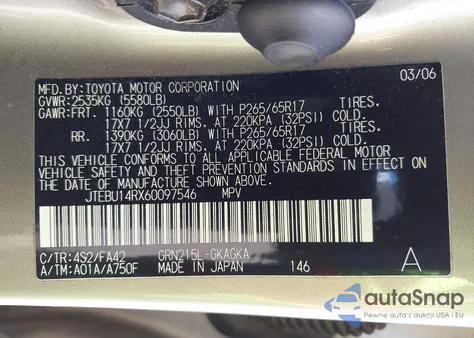 MFD. BY: TOYOTA MOTOR CORPORATION 03/06
GVWR: 2535KG (5580LB)
GAWR: FRT. 1160KG (2550LB) WITH P265/65R17 TIRES.
17X7 1/2JJ RIMS. AT 220KPA (32PSI) COLD.
RR. 1390KG (3060LB) WITH P265/65R17 TIRES.
17X7 1/2JJ RIMS. AT 220KPA (32PSI) COLD.
THIS VEHICLE CONFORMS TO ALL APPLICABLE FEDERAL MOTOR
VEHICLE SAFETY AND THEFT PREVENTION STANDARDS IN EFFECT ON
THE DATE OF MANUFACTURE SHOWN ABOVE.
JTEBU14RX60097546 MPV
C/TR: 4S2/FA42 GRN215L-GKAGKA
A/TM: A01A/A750F MADE IN JAPAN 146 A
autoSnap
Pewne auta z aukcji USA i EU